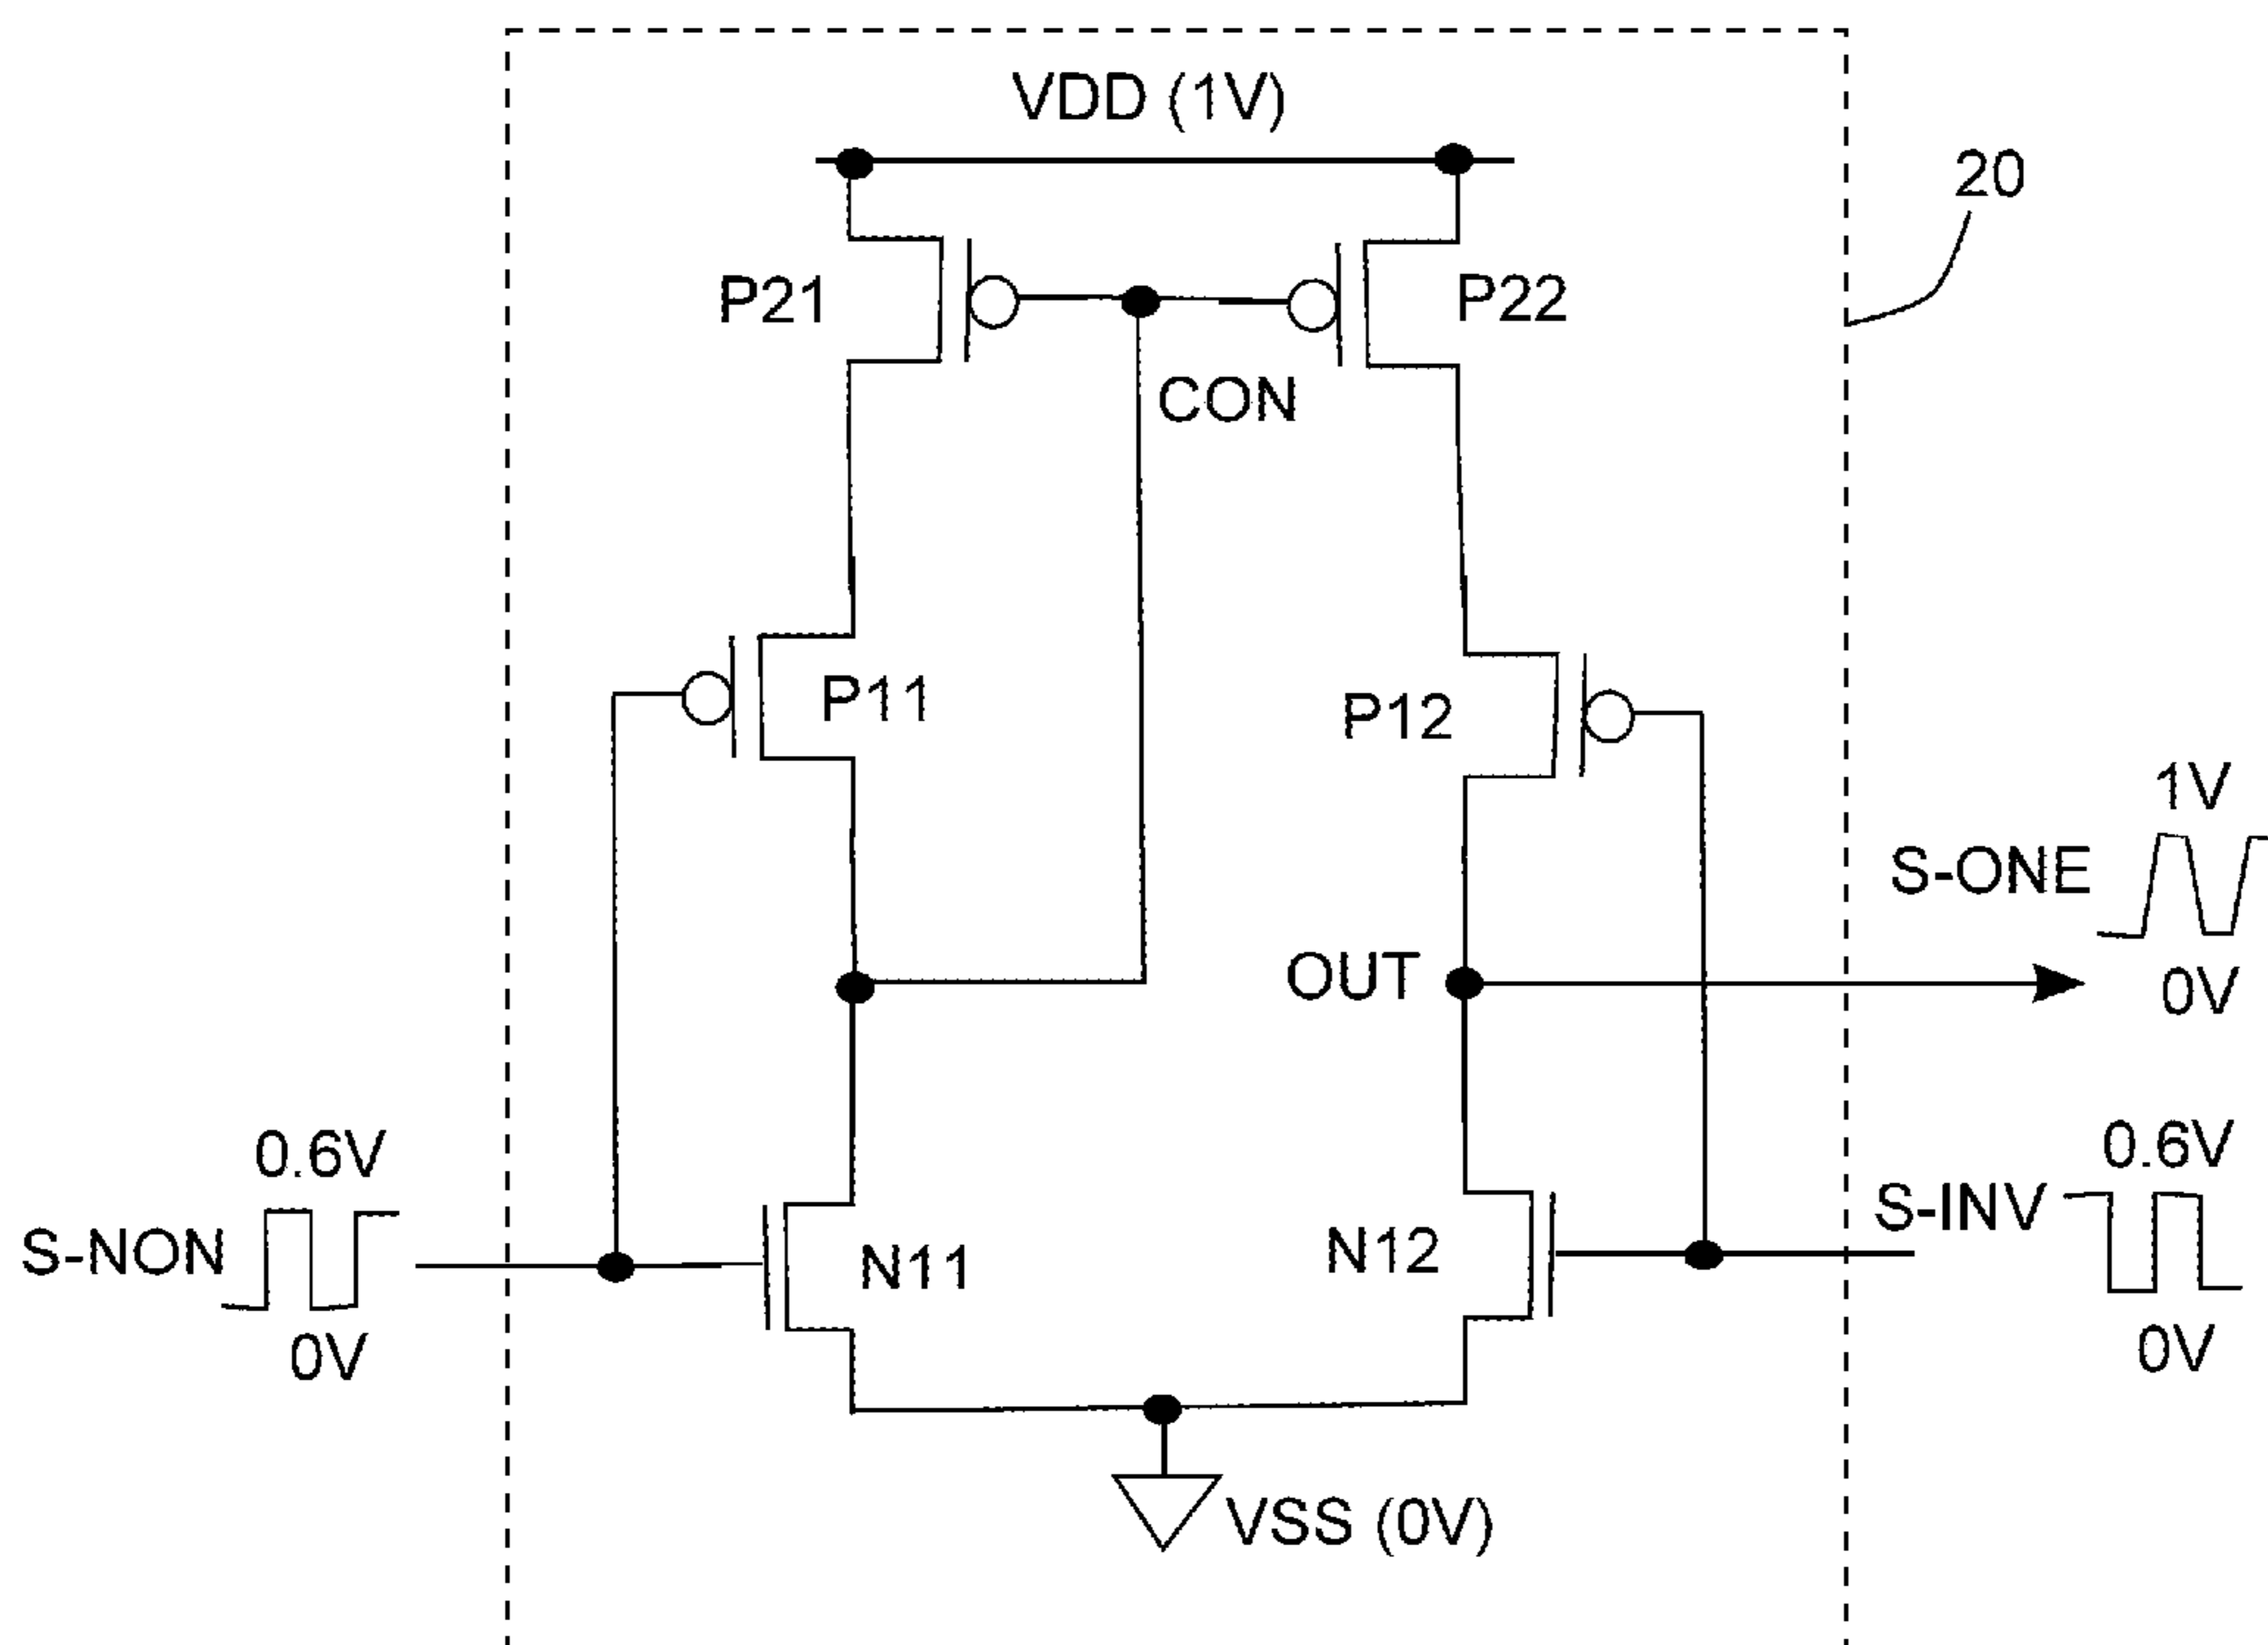 VDD (1V)
20
P21
P22
CON
P11
P12
1V
S-ONE
OUT
0V
0.6V
0.6V
S-NON
S-INV
N11
N12
0V
0V
VSS (0V)